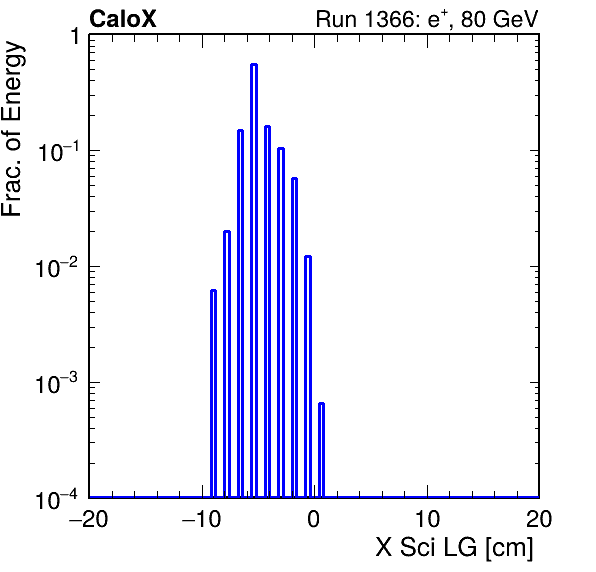 CaloX Run 1366: e⁺, 80 GeV
Frac. of Energy
1
10⁻¹
10⁻²
10⁻³
10⁻⁴
−20 −10 0 10 20
X Sci LG [cm]